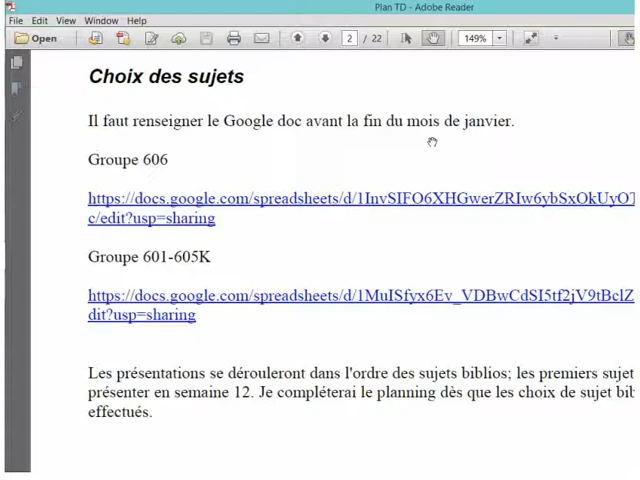 Plan TD - Adobe Reader
File Edit View Window Help
Open 2 / 22 149%
Choix des sujets
Il faut renseigner le Google doc avant la fin du mois de janvier.
Groupe 606
https://docs.google.com/spreadsheets/d/1InvSIFO6XHGwerZRIw6ybSxOkUyOT
c/edit?usp=sharing
Groupe 601-605K
https://docs.google.com/spreadsheets/d/1MuISfyx6Ev_VDBwCdSI5tf2jV9tBclZ
dit?usp=sharing
Les présentations se dérouleront dans l'ordre des sujets biblios; les premiers sujet
présenter en semaine 12. Je compléterai le planning dès que les choix de sujet bib
effectués.